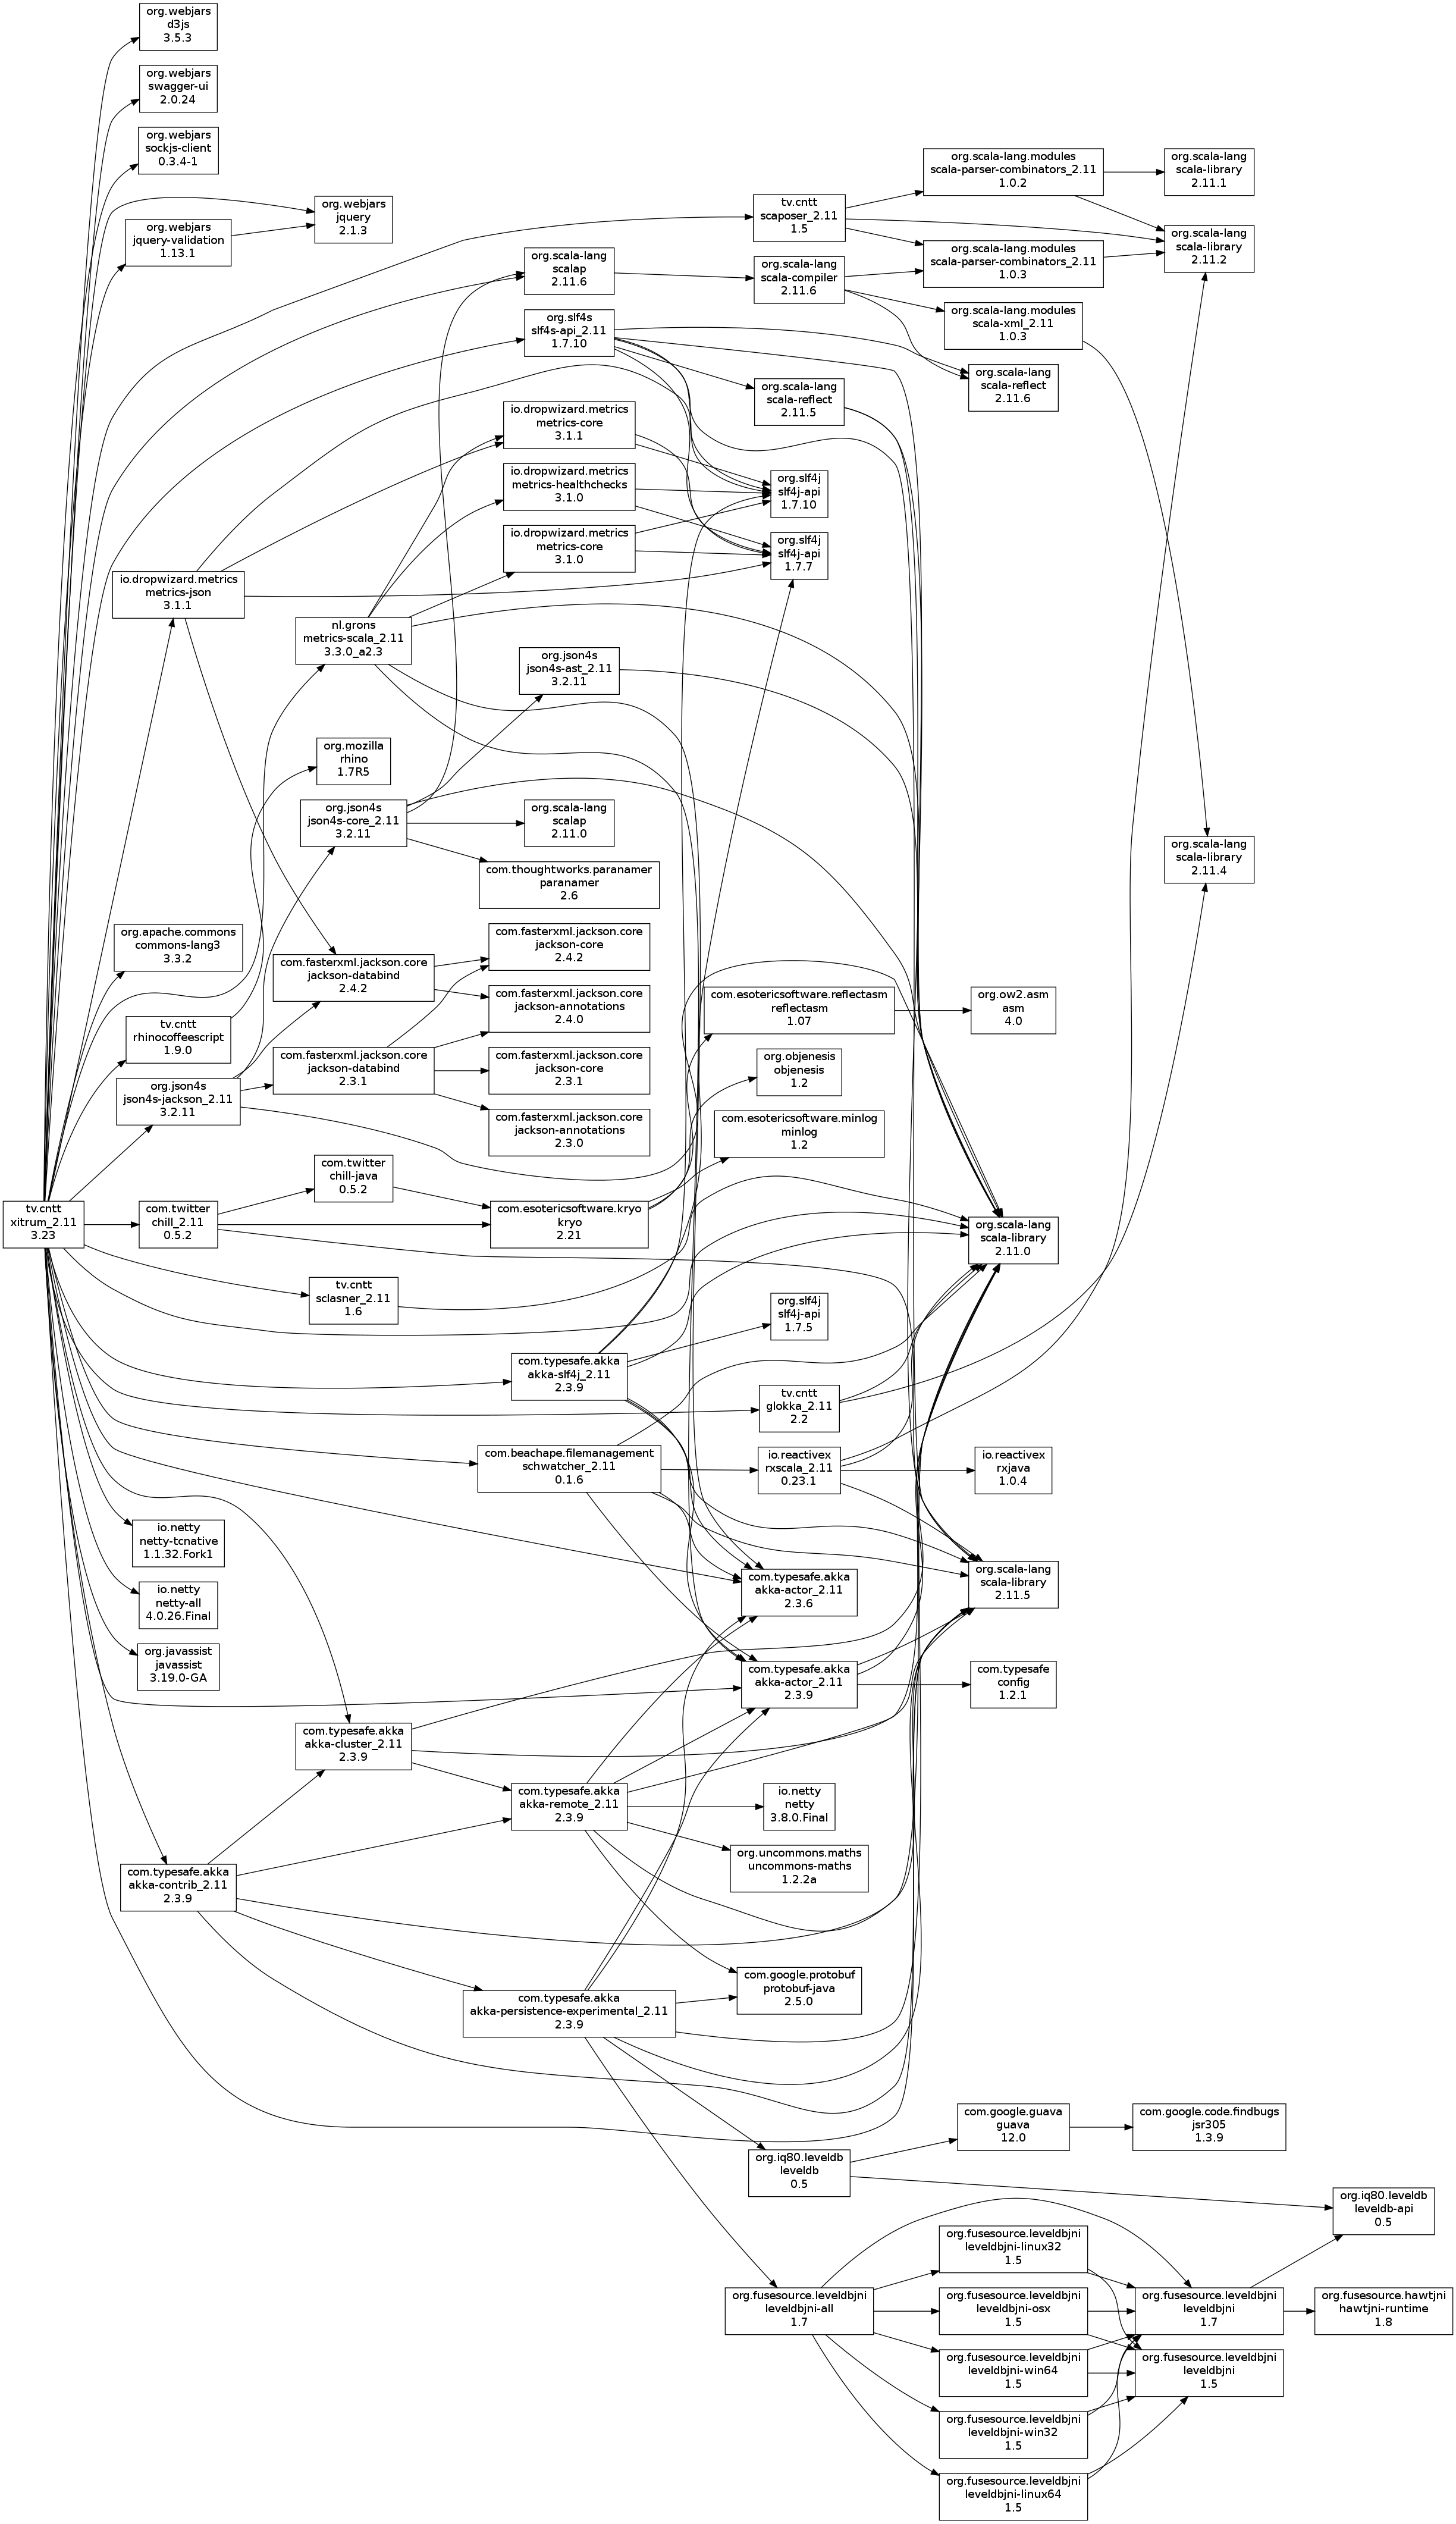 org.webjars
d3js
3.5.3
org.webjars
swagger-ui
2.0.24
org.webjars
sockjs-client
0.3.4-1
org.webjars
jquery
2.1.3
org.webjars
jquery-validation
1.13.1
org.scala-lang.modules
scala-parser-combinators_2.11
1.0.2
org.scala-lang
scala-library
2.11.1
tv.cntt
scaposer_2.11
1.5
org.scala-lang
scala-library
2.11.2
org.scala-lang.modules
scala-parser-combinators_2.11
1.0.3
org.scala-lang
scalap
2.11.6
org.scala-lang
scala-compiler
2.11.6
org.scala-lang.modules
scala-xml_2.11
1.0.3
org.slf4s
slf4s-api_2.11
1.7.10
org.scala-lang
scala-reflect
2.11.6
org.scala-lang
scala-reflect
2.11.5
io.dropwizard.metrics
metrics-core
3.1.1
io.dropwizard.metrics
metrics-healthchecks
3.1.0
org.slf4j
slf4j-api
1.7.10
io.dropwizard.metrics
metrics-core
3.1.0
org.slf4j
slf4j-api
1.7.7
io.dropwizard.metrics
metrics-json
3.1.1
nl.grons
metrics-scala_2.11
3.3.0_a2.3
org.json4s
json4s-ast_2.11
3.2.11
org.mozilla
rhino
1.7R5
org.json4s
json4s-core_2.11
3.2.11
org.scala-lang
scalap
2.11.0
org.scala-lang
scala-library
2.11.4
com.thoughtworks.paranamer
paranamer
2.6
org.apache.commons
commons-lang3
3.3.2
com.fasterxml.jackson.core
jackson-databind
2.4.2
com.fasterxml.jackson.core
jackson-core
2.4.2
com.fasterxml.jackson.core
jackson-annotations
2.4.0
com.esotericsoftware.reflectasm
reflectasm
1.07
org.ow2.asm
asm
4.0
tv.cntt
rhinocoffeescript
1.9.0
com.fasterxml.jackson.core
jackson-databind
2.3.1
com.fasterxml.jackson.core
jackson-core
2.3.1
org.objenesis
objenesis
1.2
org.json4s
json4s-jackson_2.11
3.2.11
com.fasterxml.jackson.core
jackson-annotations
2.3.0
com.esotericsoftware.minlog
minlog
1.2
com.twitter
chill-java
0.5.2
tv.cntt
xitrum_2.11
3.23
com.twitter
chill_2.11
0.5.2
com.esotericsoftware.kryo
kryo
2.21
org.scala-lang
scala-library
2.11.0
tv.cntt
sclasner_2.11
1.6
org.slf4j
slf4j-api
1.7.5
com.typesafe.akka
akka-slf4j_2.11
2.3.9
tv.cntt
glokka_2.11
2.2
com.beachape.filemanagement
schwatcher_2.11
0.1.6
io.reactivex
rxscala_2.11
0.23.1
io.reactivex
rxjava
1.0.4
io.netty
netty-tcnative
1.1.32.Fork1
com.typesafe.akka
akka-actor_2.11
2.3.6
org.scala-lang
scala-library
2.11.5
io.netty
netty-all
4.0.26.Final
org.javassist
javassist
3.19.0-GA
com.typesafe.akka
akka-actor_2.11
2.3.9
com.typesafe
config
1.2.1
com.typesafe.akka
akka-cluster_2.11
2.3.9
com.typesafe.akka
akka-remote_2.11
2.3.9
io.netty
netty
3.8.0.Final
org.uncommons.maths
uncommons-maths
1.2.2a
com.typesafe.akka
akka-contrib_2.11
2.3.9
com.google.protobuf
protobuf-java
2.5.0
com.typesafe.akka
akka-persistence-experimental_2.11
2.3.9
com.google.guava
guava
12.0
com.google.code.findbugs
jsr305
1.3.9
org.iq80.leveldb
leveldb
0.5
org.iq80.leveldb
leveldb-api
0.5
org.fusesource.leveldbjni
leveldbjni-linux32
1.5
org.fusesource.leveldbjni
leveldbjni-all
1.7
org.fusesource.leveldbjni
leveldbjni-osx
1.5
org.fusesource.leveldbjni
leveldbjni
1.7
org.fusesource.hawtjni
hawtjni-runtime
1.8
org.fusesource.leveldbjni
leveldbjni-win64
1.5
org.fusesource.leveldbjni
leveldbjni
1.5
org.fusesource.leveldbjni
leveldbjni-win32
1.5
org.fusesource.leveldbjni
leveldbjni-linux64
1.5